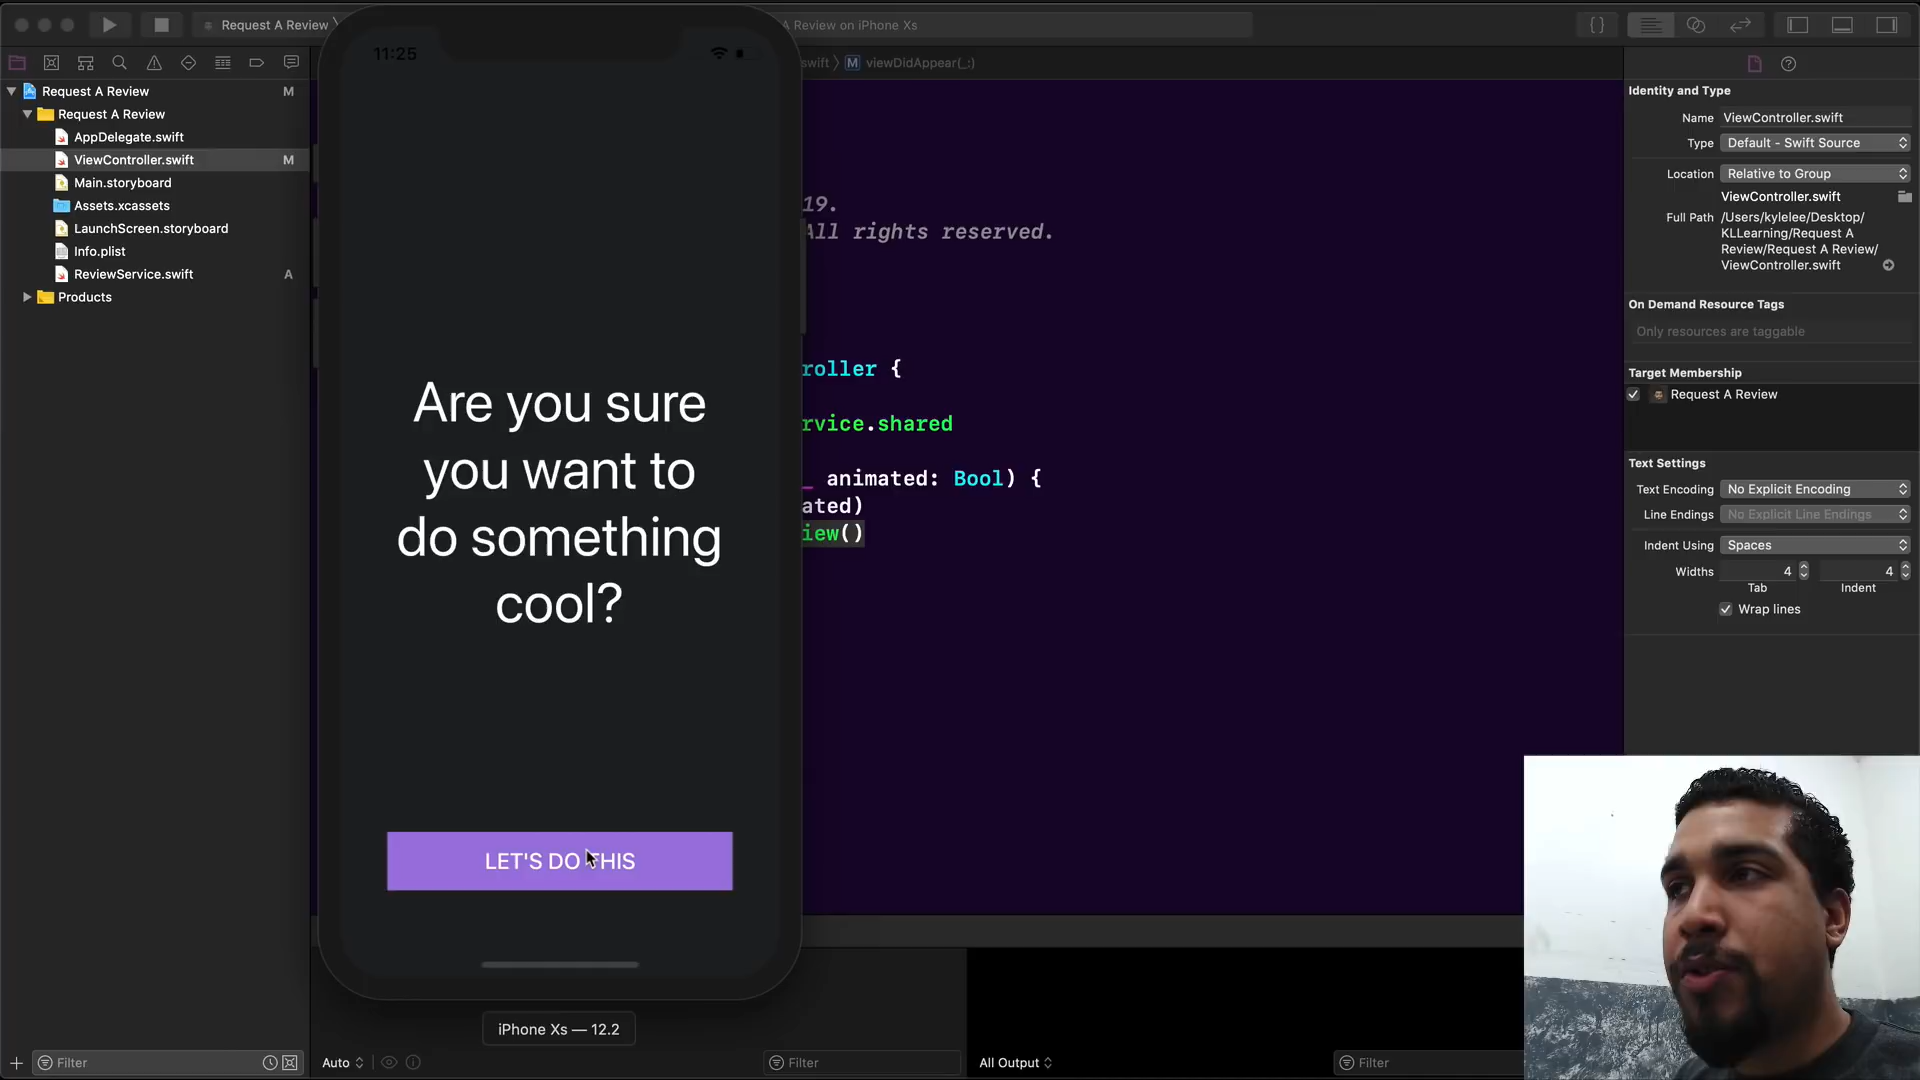 Request A Review
A Review on iPhone Xs
{}
swift
M
viewDidAppear(_:)
Request A Review
M
Request A Review
AppDelegate.swift
ViewController.swift
M
Main.storyboard
Assets.xcassets
LaunchScreen.storyboard
Info.plist
ReviewService.swift
A
Products
Filter
11:25
Are you sure
you want to
do something
cool?
LET'S DO THIS
iPhone Xs — 12.2
19.
All rights reserved.
roller {
rvice.shared
_ animated: Bool) {
ated)
iew()
Auto
Filter
All Output
Filter
Identity and Type
Name ViewController.swift
Type Default - Swift Source
Location Relative to Group
ViewController.swift
Full Path /Users/kylelee/Desktop/
KLLearning/Request A
Review/Request A Review/
ViewController.swift
On Demand Resource Tags
Only resources are taggable
Target Membership
Request A Review
Text Settings
Text Encoding No Explicit Encoding
Line Endings No Explicit Line Endings
Indent Using Spaces
Widths 4 4
Tab Indent
Wrap lines